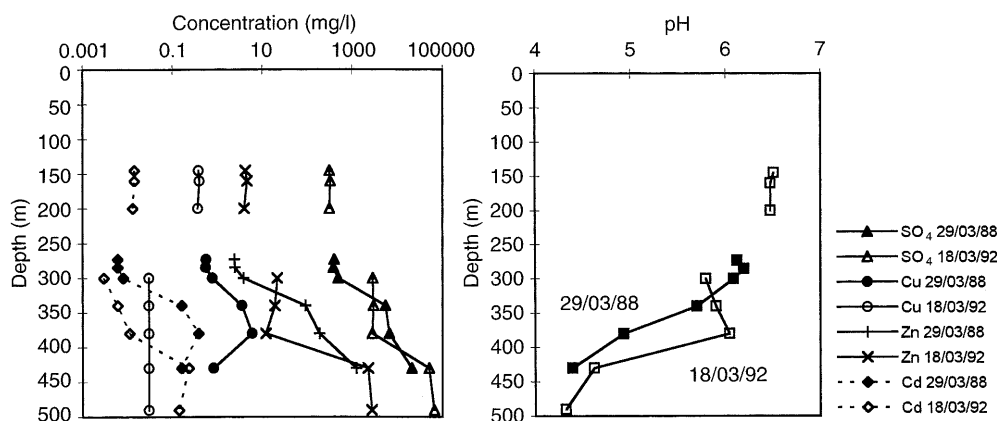 Concentration (mg/l)
0.001 0.1 10 1000 100000
0
50
100
150
200
250
300
350
400
450
500
Depth (m)
pH
4 5 6 7
0
50
100
150
200
250
300
350
400
450
500
Depth (m)
29/03/88
18/03/92
SO4 29/03/88
SO4 18/03/92
Cu 29/03/88
Cu 18/03/92
Zn 29/03/88
Zn 18/03/92
Cd 29/03/88
Cd 18/03/92